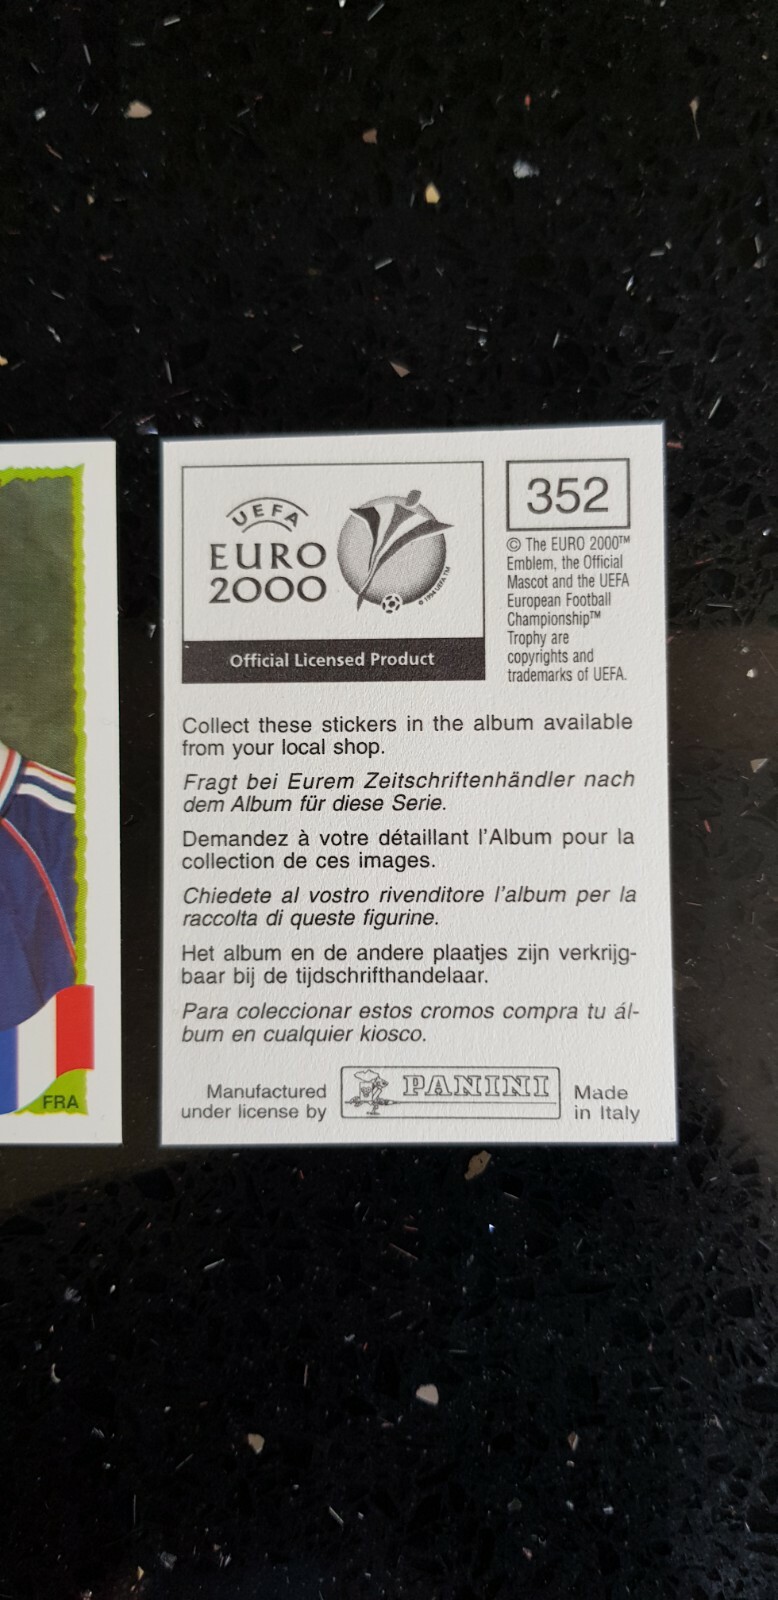 UEFA
EURO
2000
© 1994 UEFA TM
Official Licensed Product
352
© The EURO 2000™
Emblem, the Official
Mascot and the UEFA
European Football
Championship™
Trophy are
copyrights and
trademarks of UEFA.
Collect these stickers in the album available
from your local shop.
Fragt bei Eurem Zeitschriftenhändler nach
dem Album für diese Serie.
Demandez à votre détaillant l'Album pour la
collection de ces images.
Chiedete al vostro rivenditore l'album per la
raccolta di queste figurine.
Het album en de andere plaatjes zijn verkrijg-
baar bij de tijdschrifthandelaar.
Para coleccionar estos cromos compra tu ál-
bum en cualquier kiosco.
Manufactured
under license by
PANINI
Made
in Italy
FRA